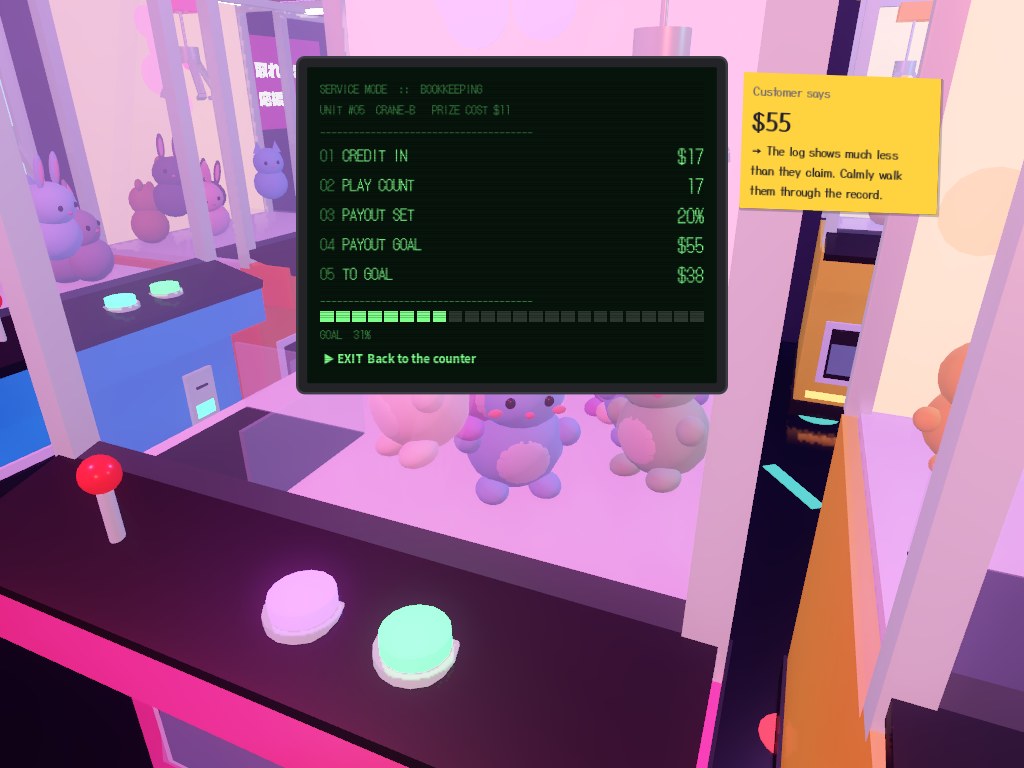 SERVICE MODE :: BOOKKEEPING
UNIT #05 CRANE-B PRIZE COST $11
01 CREDIT IN $17
02 PLAY COUNT 17
03 PAYOUT SET 20%
04 PAYOUT GOAL $55
05 TO GOAL $38
GOAL 31%
▶ EXIT Back to the counter
Customer says
$55
→ The log shows much less
than they claim. Calmly walk
them through the record.